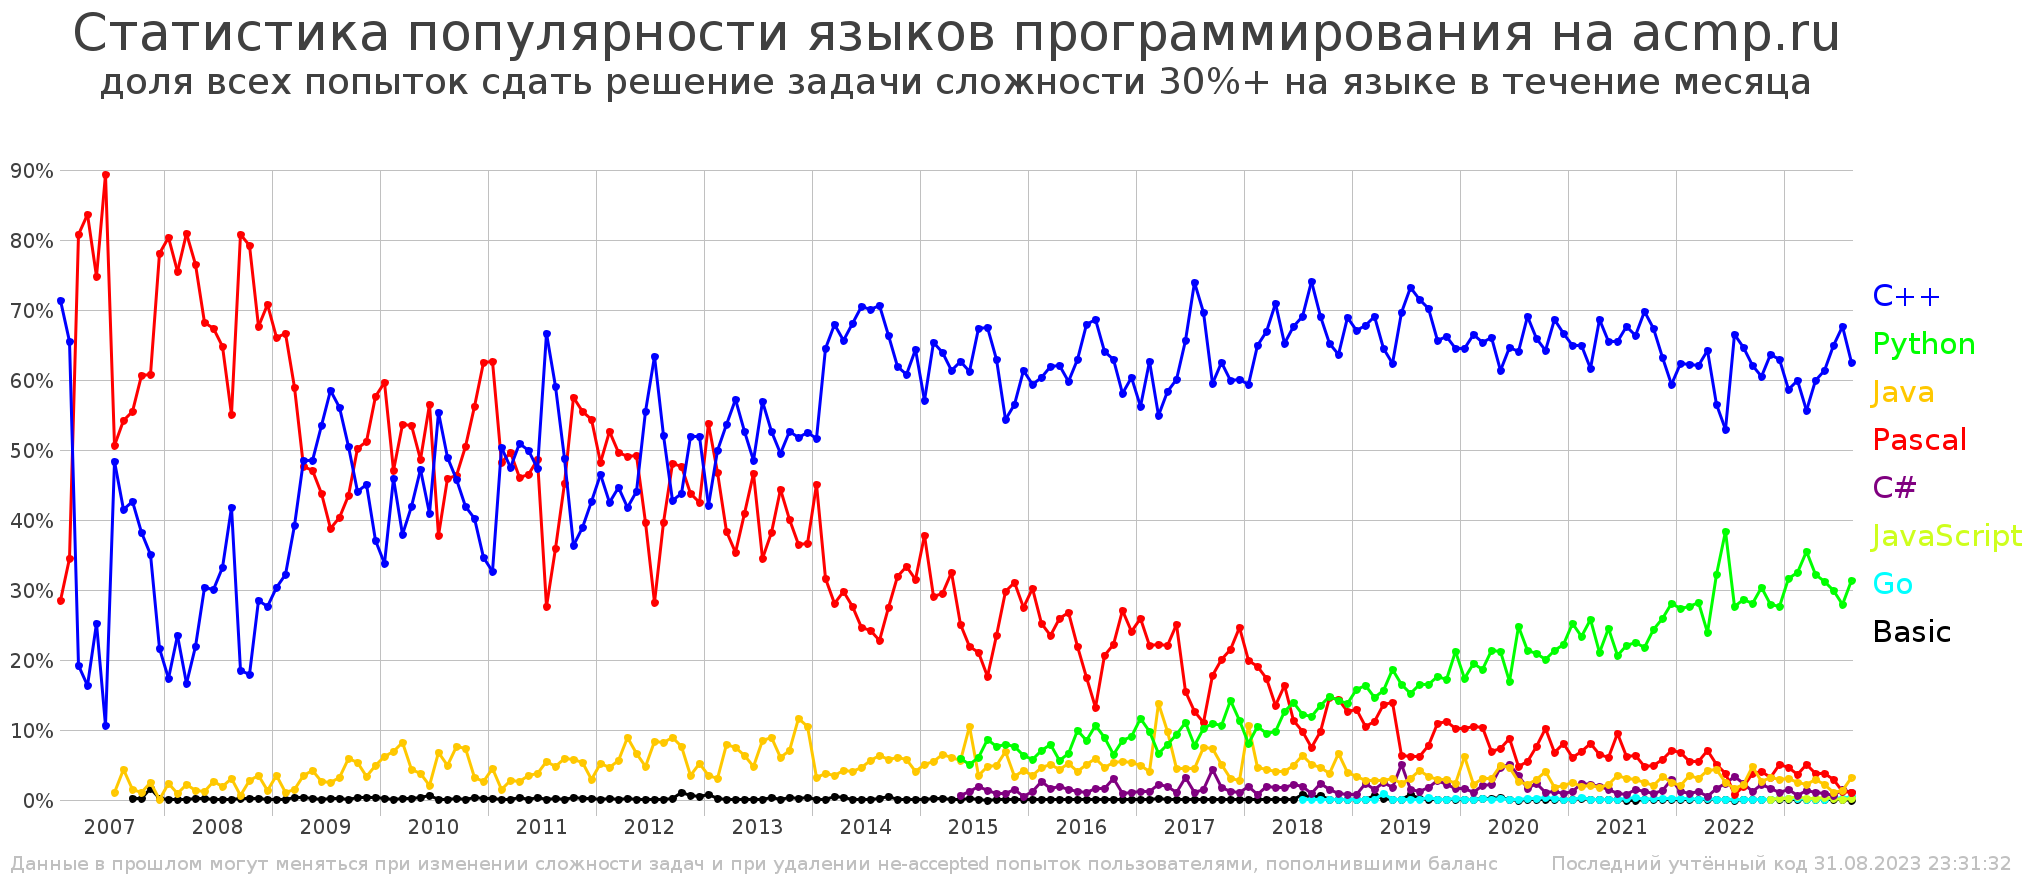 Статистика популярности языков программирования на acmp.ru
доля всех попыток сдать решение задачи сложности 30%+ на языке в течение месяца
90%
80%
70%
60%
50%
40%
30%
20%
10%
0%
C++
Python
Java
Pascal
C#
JavaScript
Go
Basic
2007 2008 2009 2010 2011 2012 2013 2014 2015 2016 2017 2018 2019 2020 2021 2022
Данные в прошлом могут меняться при изменении сложности задач и при удалении не-accepted попыток пользователями, пополнившими баланс
Последний учтённый код 31.08.2023 23:31:32